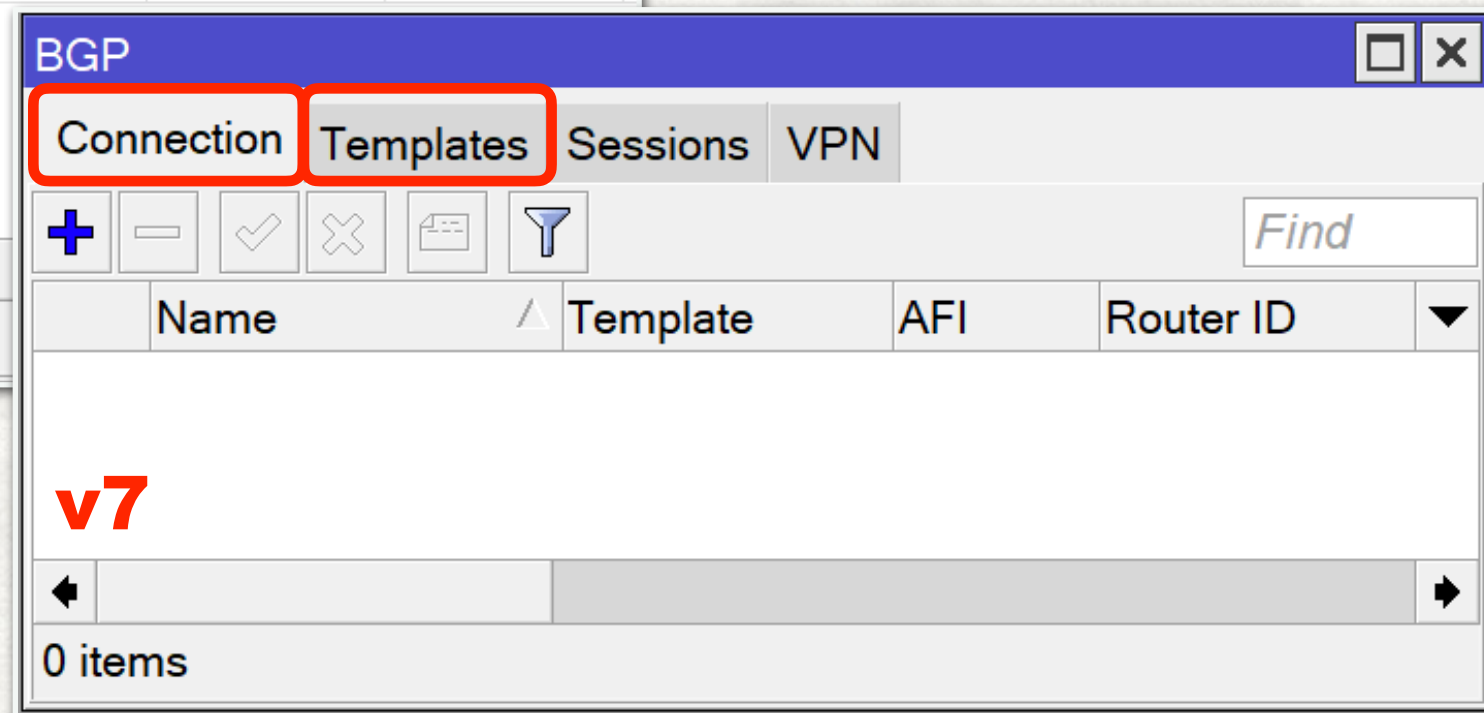 BGP
Connection Templates Sessions VPN
Find
Name Template AFI Router ID
v7
0 items